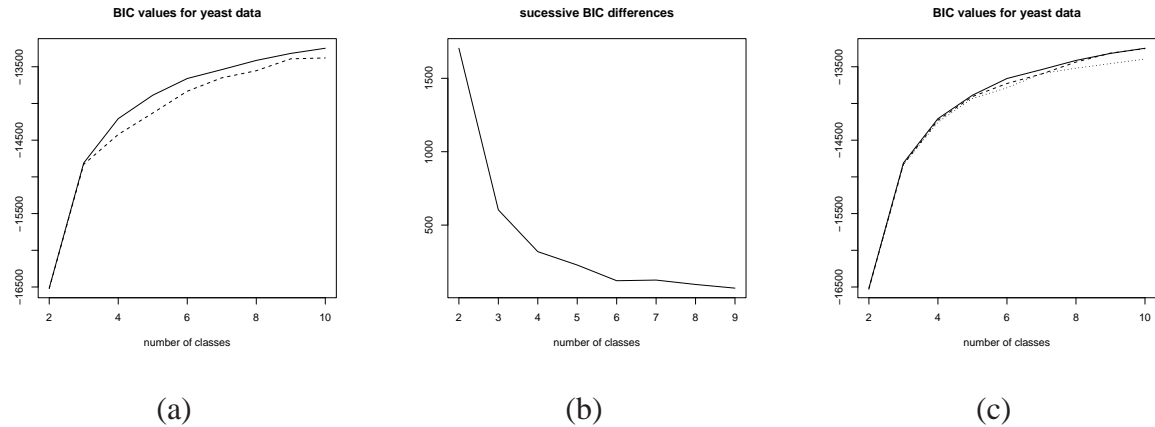 BIC values for yeast data
−13500
−14500
−15500
−16500
2 4 6 8 10
number of classes
(a)
sucessive BIC differences
1500
1000
500
2 3 4 5 6 7 8 9
number of classes
(b)
BIC values for yeast data
−13500
−14500
−15500
−16500
2 4 6 8 10
number of classes
(c)